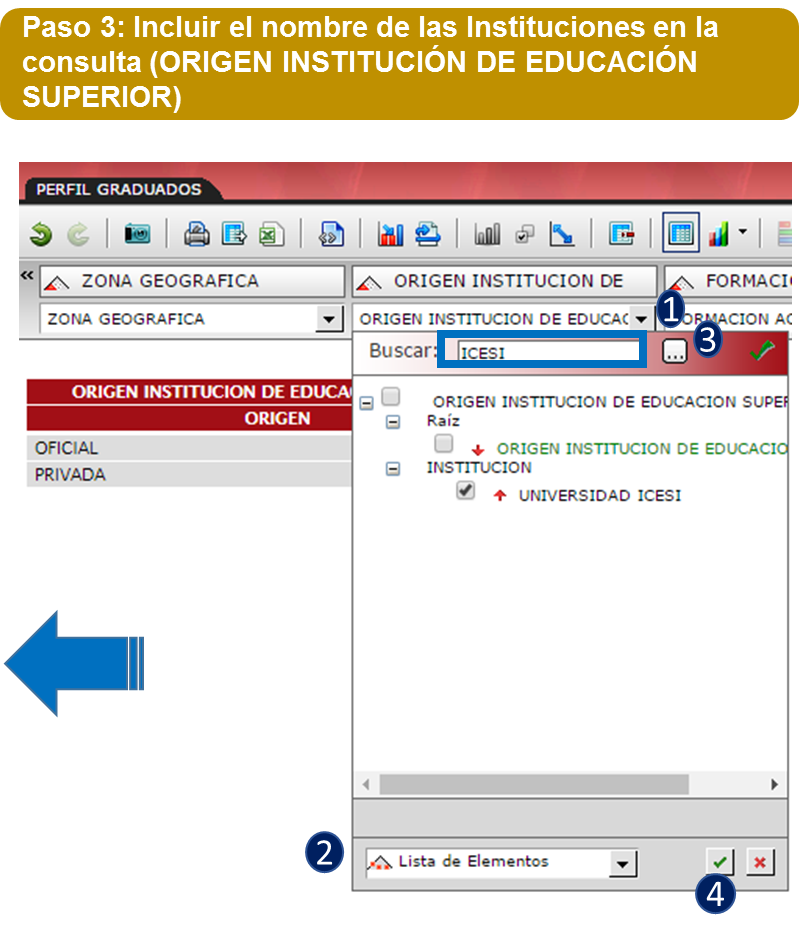 Paso 3: Incluir el nombre de las Instituciones en la
consulta (ORIGEN INSTITUCIÓN DE EDUCACIÓN
SUPERIOR)
PERFIL GRADUADOS
ZONA GEOGRAFICA
ORIGEN INSTITUCION DE
FORMACI
ZONA GEOGRAFICA
ORIGEN INSTITUCION DE EDUCAC
1
ORMACION AC
Buscar:
ICESI
...
3
ORIGEN INSTITUCION DE EDUCA
ORIGEN
OFICIAL
PRIVADA
ORIGEN INSTITUCION DE EDUCACION SUPER
Raíz
ORIGEN INSTITUCION DE EDUCACIO
INSTITUCION
UNIVERSIDAD ICESI
2
Lista de Elementos
4